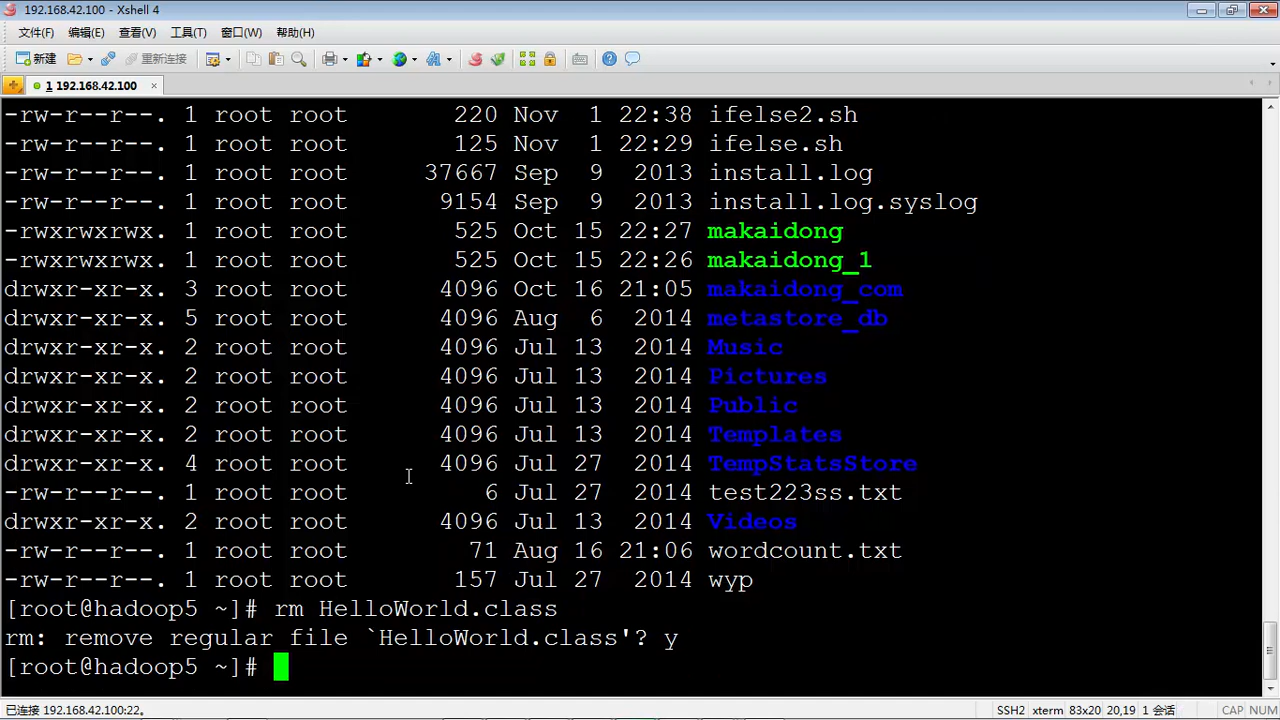 192.168.42.100 - Xshell 4
文件(F) 编辑(E) 查看(V) 工具(T) 窗口(W) 帮助(H)
新建 重新连接
1 192.168.42.100 ×
-rw-r--r--. 1 root root 220 Nov 1 22:38 ifelse2.sh
-rw-r--r--. 1 root root 125 Nov 1 22:29 ifelse.sh
-rw-r--r--. 1 root root 37667 Sep 9 2013 install.log
-rw-r--r--. 1 root root 9154 Sep 9 2013 install.log.syslog
-rwxrwxrwx. 1 root root 525 Oct 15 22:27 makaidong
-rwxrwxrwx. 1 root root 525 Oct 15 22:26 makaidong_1
drwxr-xr-x. 3 root root 4096 Oct 16 21:05 makaidong_com
drwxr-xr-x. 5 root root 4096 Aug 6 2014 metastore_db
drwxr-xr-x. 2 root root 4096 Jul 13 2014 Music
drwxr-xr-x. 2 root root 4096 Jul 13 2014 Pictures
drwxr-xr-x. 2 root root 4096 Jul 13 2014 Public
drwxr-xr-x. 2 root root 4096 Jul 13 2014 Templates
drwxr-xr-x. 4 root root 4096 Jul 27 2014 TempStatsStore
-rw-r--r--. 1 root root 6 Jul 27 2014 test223ss.txt
drwxr-xr-x. 2 root root 4096 Jul 13 2014 Videos
-rw-r--r--. 1 root root 71 Aug 16 21:06 wordcount.txt
-rw-r--r--. 1 root root 157 Jul 27 2014 wyp
[root@hadoop5 ~]# rm HelloWorld.class
rm: remove regular file `HelloWorld.class'? y
[root@hadoop5 ~]#
已连接 192.168.42.100:22。 SSH2 xterm 83x20 20,19 1 会话 CAP NUM